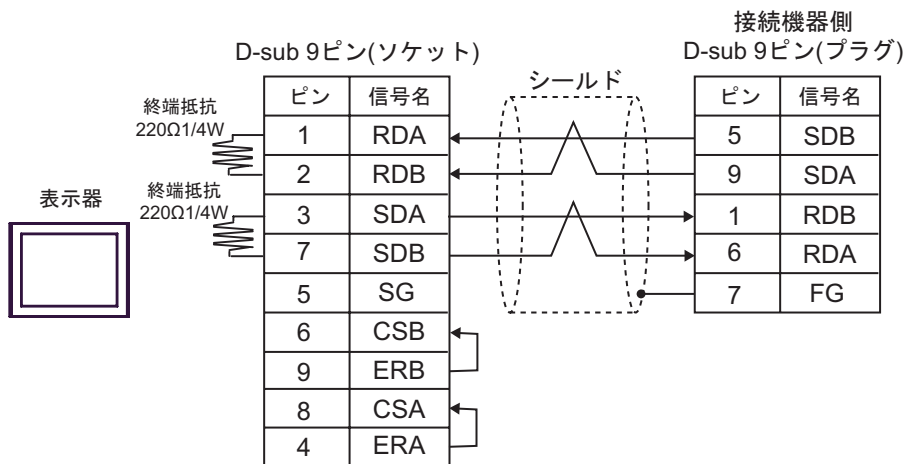 接続機器側
D-sub 9ピン(ソケット)
D-sub 9ピン(プラグ)
シールド
ピン 信号名
ピン 信号名
終端抵抗
220Ω1/4W
1 RDA
5 SDB
2 RDB
9 SDA
表示器
終端抵抗
220Ω1/4W
3 SDA
1 RDB
7 SDB
6 RDA
5 SG
7 FG
6 CSB
9 ERB
8 CSA
4 ERA